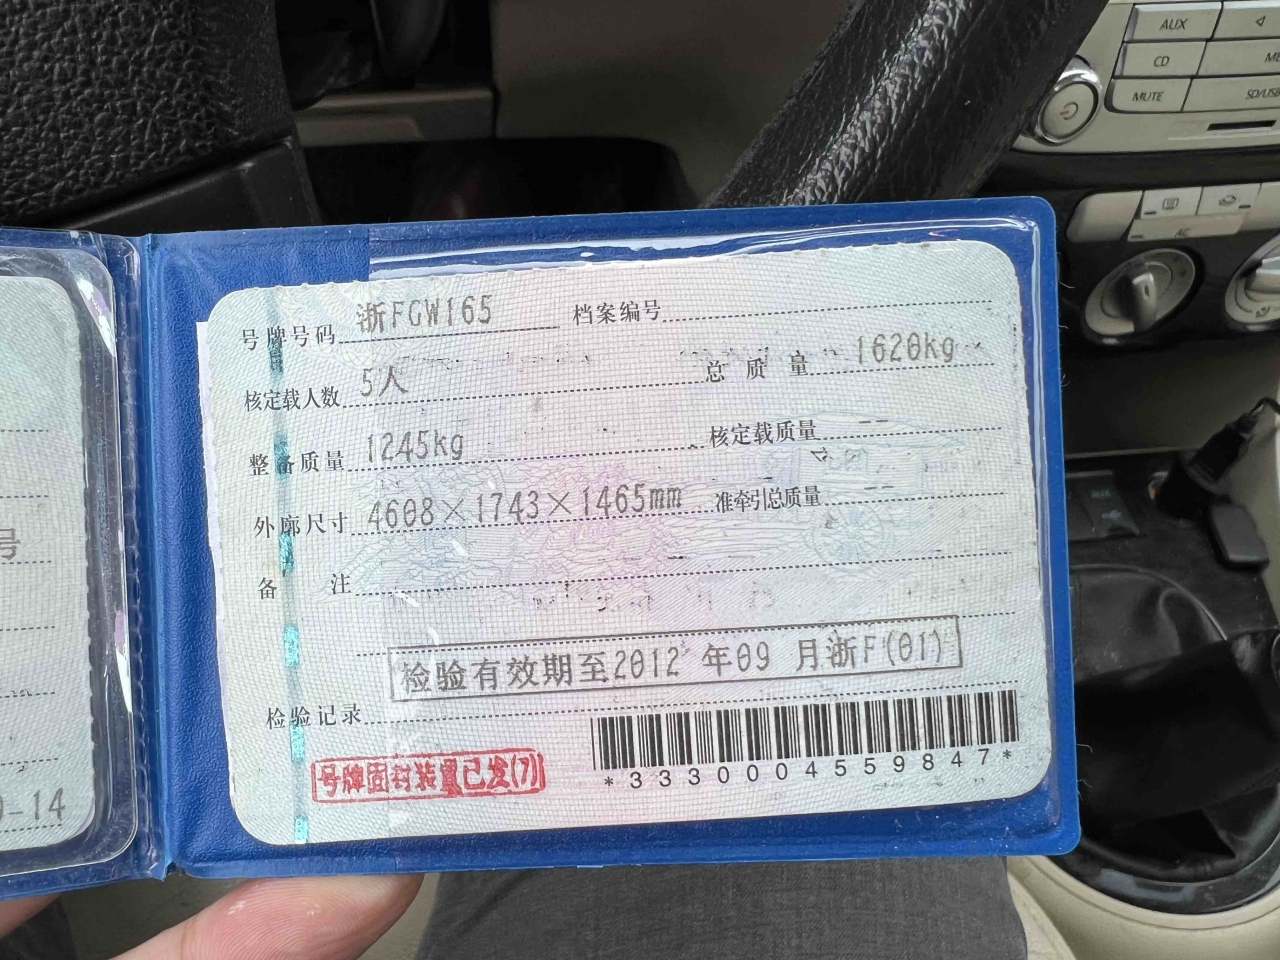 AUX
CD
MUTE
SD/USB
AC
号牌号码 浙FGW165 档案编号
核定载人数 5人 总质量 1620kg
整备质量 1245kg 核定载质量 --
外廓尺寸 4608×1743×1465mm 准牵引总质量 --
备 注
检验有效期至2012年09月浙F(01)
检验记录
号牌固封装置已发(7)
*3330004559847*
号
-14